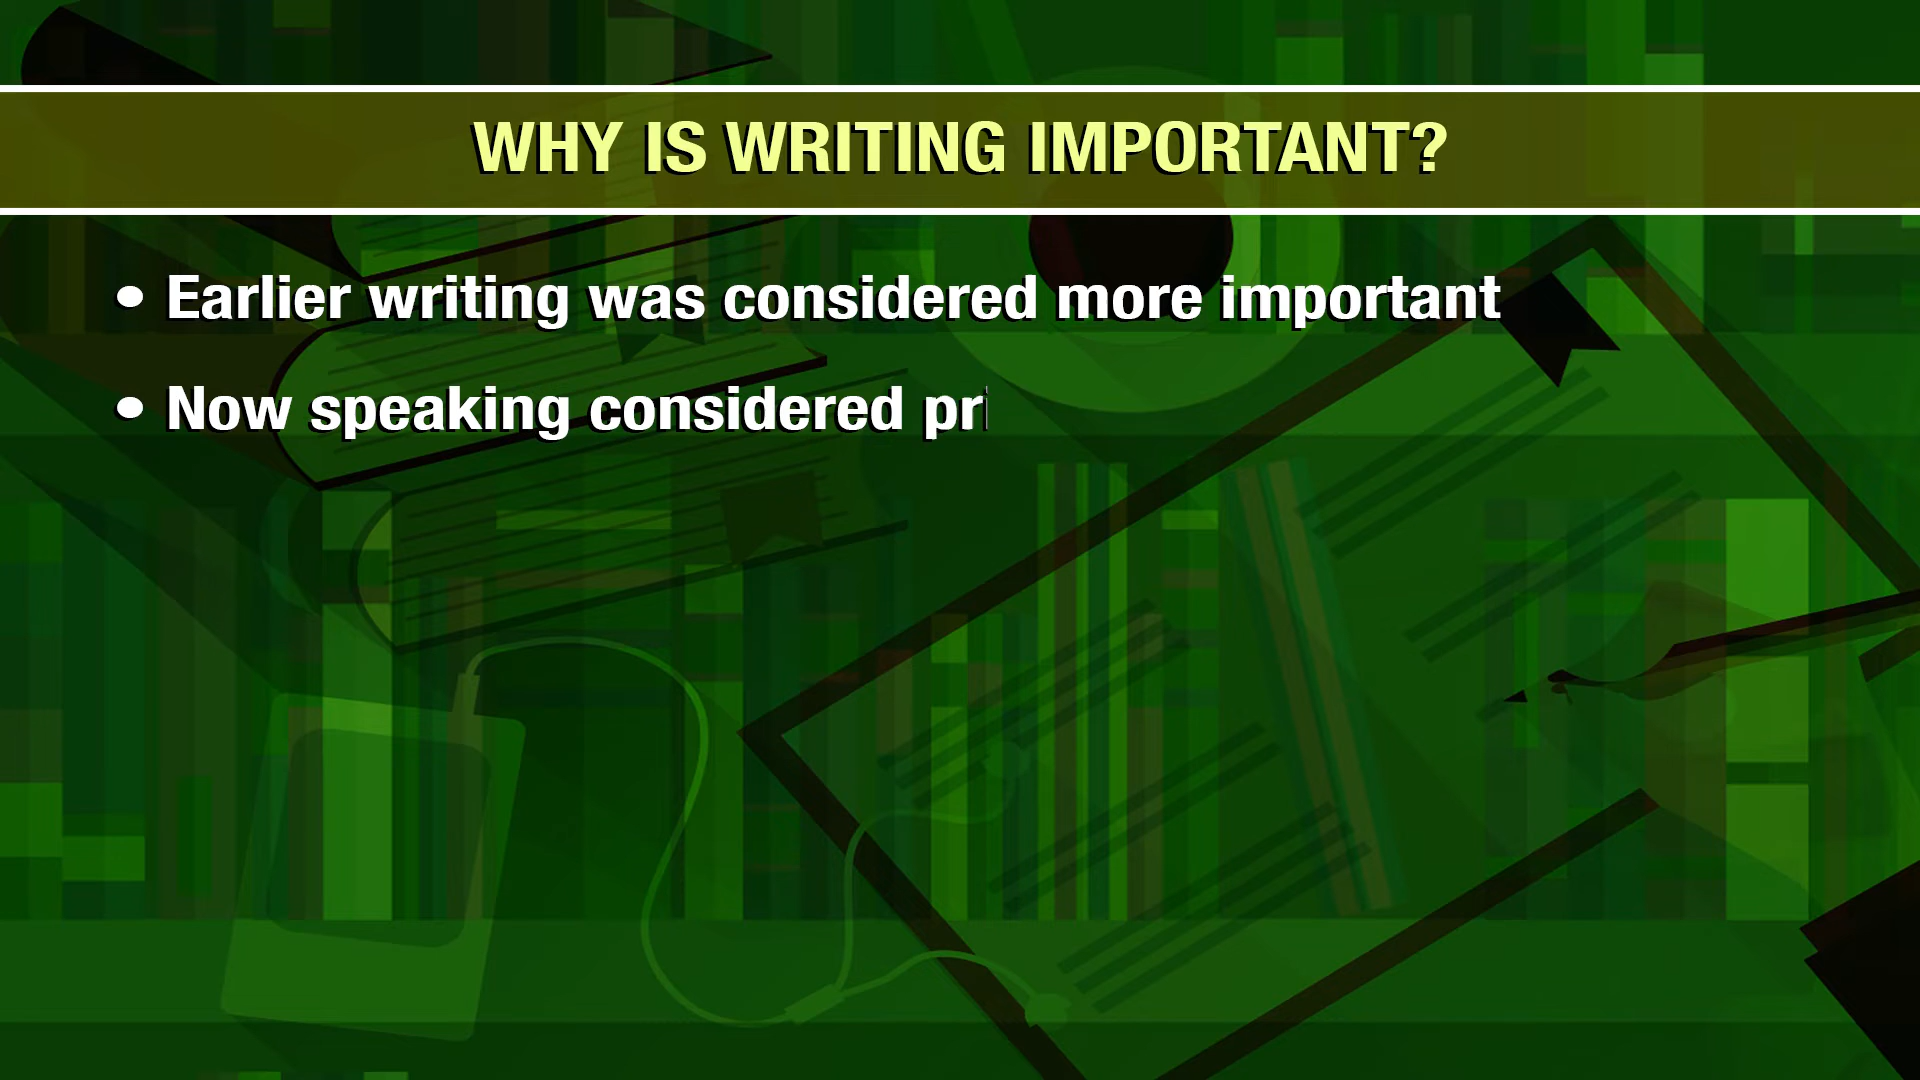 WHY IS WRITING IMPORTANT?
• Earlier writing was considered more important
• Now speaking considered pr